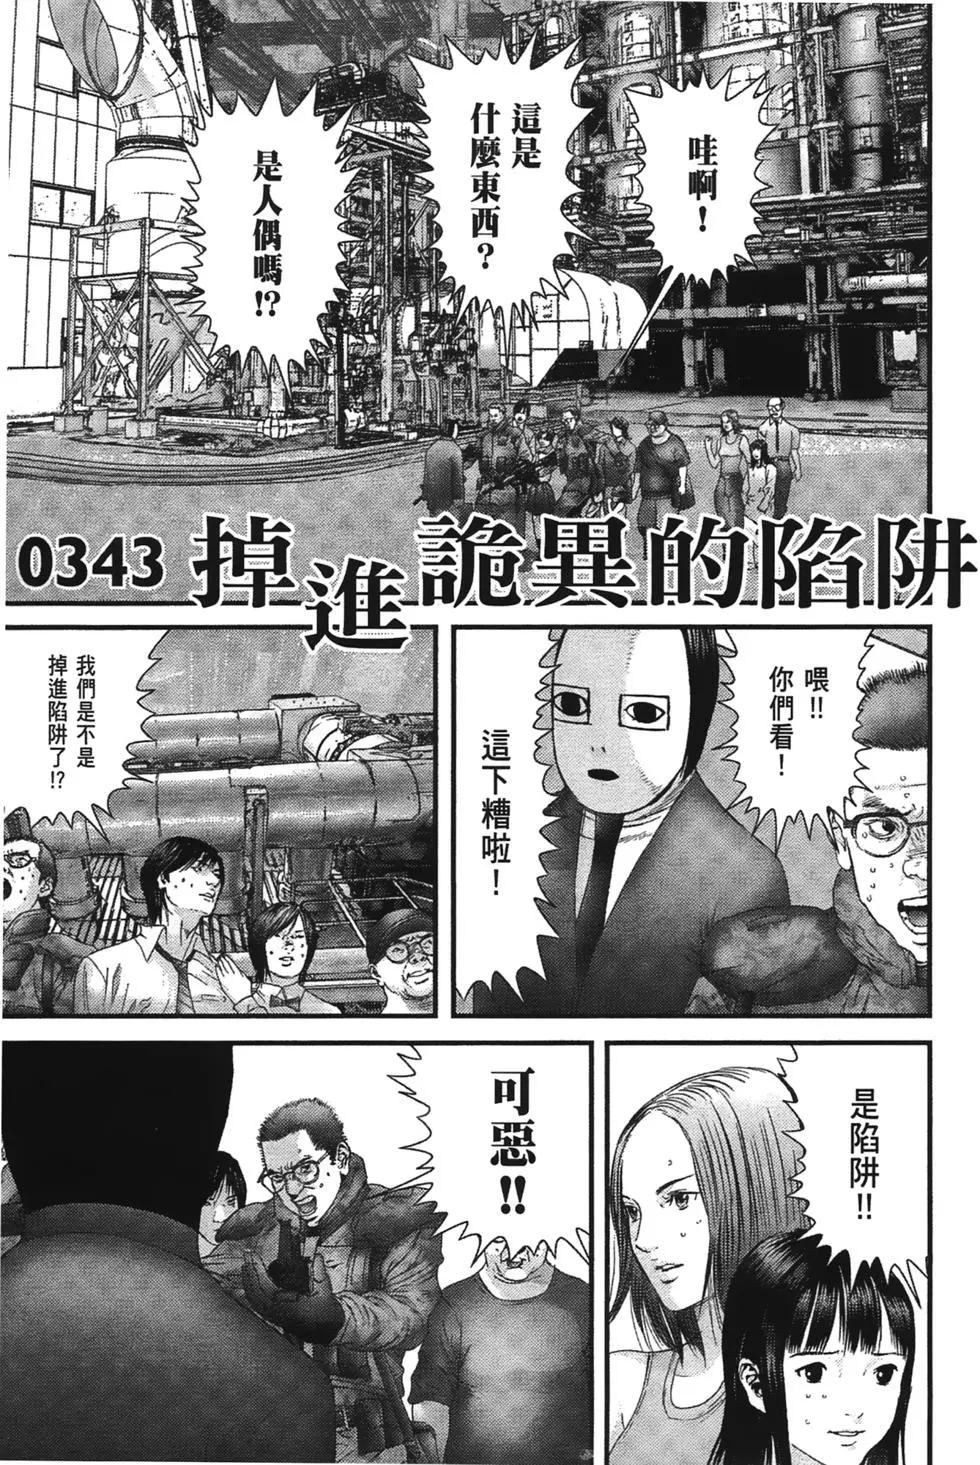 哇啊！
這是
什麼東西？
是人偶嗎!?
0343 掉進詭異的陷阱
喂!!
你們看！
這下糟啦！
我們是不是
掉進陷阱了!?
是陷阱!!
可惡!!